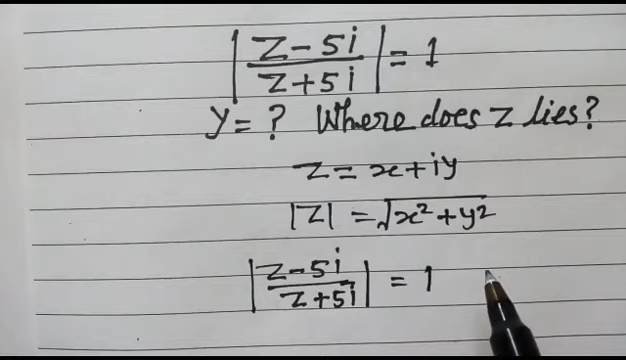 |z-5i/z+5i| = 1
y = ? Where does z lies?
z = x+iy
|z| = √x²+y²
|z-5i/z+5i| = 1